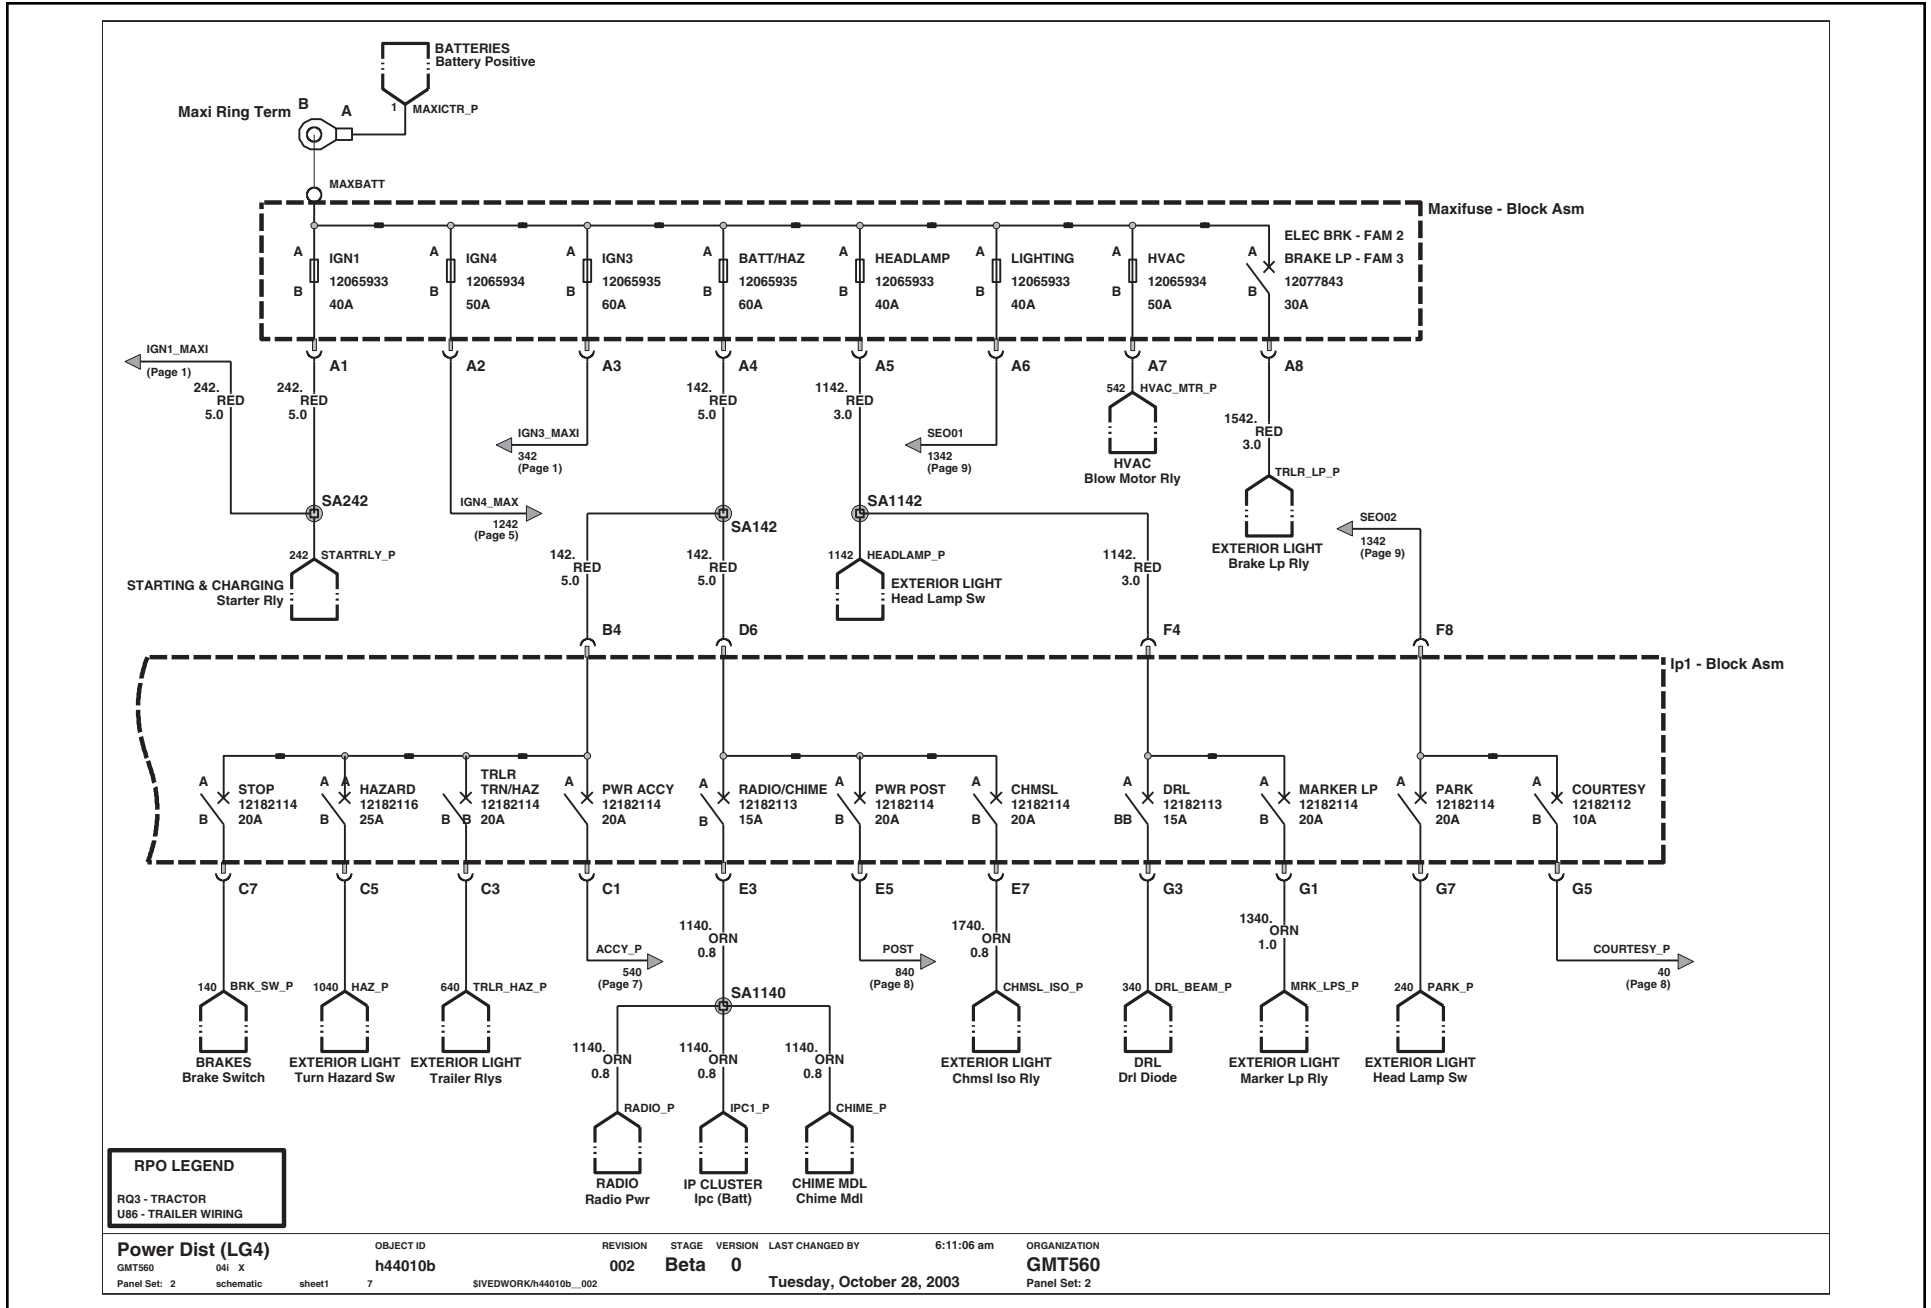 BATTERIES
Battery Positive
1 MAXICTR_P
Maxi Ring Term
B
A
MAXBATT
Maxifuse - Block Asm
A
B
IGN1
12065933
40A
A
B
IGN4
12065934
50A
A
B
IGN3
12065935
60A
A
B
BATT/HAZ
12065935
60A
A
B
HEADLAMP
12065933
40A
A
B
LIGHTING
12065933
40A
A
B
HVAC
12065934
50A
A
B
ELEC BRK - FAM 2
BRAKE LP - FAM 3
12077843
30A
A1
A2
A3
A4
A5
A6
A7
A8
IGN1_MAXI
(Page 1)
242.
RED
5.0
242.
RED
5.0
142.
RED
5.0
1142.
RED
3.0
542 HVAC_MTR_P
HVAC
Blow Motor Rly
1542.
RED
3.0
IGN3_MAXI
342
(Page 1)
SEO01
1342
(Page 9)
TRLR_LP_P
EXTERIOR LIGHT
Brake Lp Rly
SA242
IGN4_MAX
1242
(Page 5)
SA142
SA1142
SEO02
1342
(Page 9)
242 STARTRLY_P
STARTING & CHARGING
Starter Rly
142.
RED
5.0
142.
RED
5.0
1142 HEADLAMP_P
EXTERIOR LIGHT
Head Lamp Sw
1142.
RED
3.0
B4
D6
F4
F8
Ip1 - Block Asm
A
B
STOP
12182114
20A
A A
B
HAZARD
12182116
25A
B B
TRLR
TRN/HAZ
12182114
20A
A
B
PWR ACCY
12182114
20A
A
B
RADIO/CHIME
12182113
15A
A
B
PWR POST
12182114
20A
A
B
CHMSL
12182114
20A
A
BB
DRL
12182113
15A
A
B
MARKER LP
12182114
20A
A
B
PARK
12182114
20A
A
B
COURTESY
12182112
10A
C7
C5
C3
C1
E3
E5
E7
G3
G1
G7
G5
1140.
ORN
0.8
1740.
ORN
0.8
1340.
ORN
1.0
ACCY_P
540
(Page 7)
POST
840
(Page 8)
COURTESY_P
40
(Page 8)
140 BRK_SW_P
BRAKES
Brake Switch
1040 HAZ_P
EXTERIOR LIGHT
Turn Hazard Sw
640 TRLR_HAZ_P
EXTERIOR LIGHT
Trailer Rlys
SA1140
CHMSL_ISO_P
EXTERIOR LIGHT
Chmsl Iso Rly
340 DRL_BEAM_P
DRL
Drl Diode
MRK_LPS_P
EXTERIOR LIGHT
Marker Lp Rly
240 PARK_P
EXTERIOR LIGHT
Head Lamp Sw
1140.
ORN
0.8
1140.
ORN
0.8
1140.
ORN
0.8
RADIO_P
RADIO
Radio Pwr
IPC1_P
IP CLUSTER
Ipc (Batt)
CHIME_P
CHIME MDL
Chime Mdl
RPO LEGEND
RQ3 - TRACTOR
U86 - TRAILER WIRING
Power Dist (LG4)
GMT560 04i X
Panel Set: 2 schematic sheet1 7 $IVEDWORK/h44010b__002
OBJECT ID
h44010b
REVISION
002
STAGE
Beta
VERSION
0
LAST CHANGED BY 6:11:06 am
Tuesday, October 28, 2003
ORGANIZATION
GMT560
Panel Set: 2